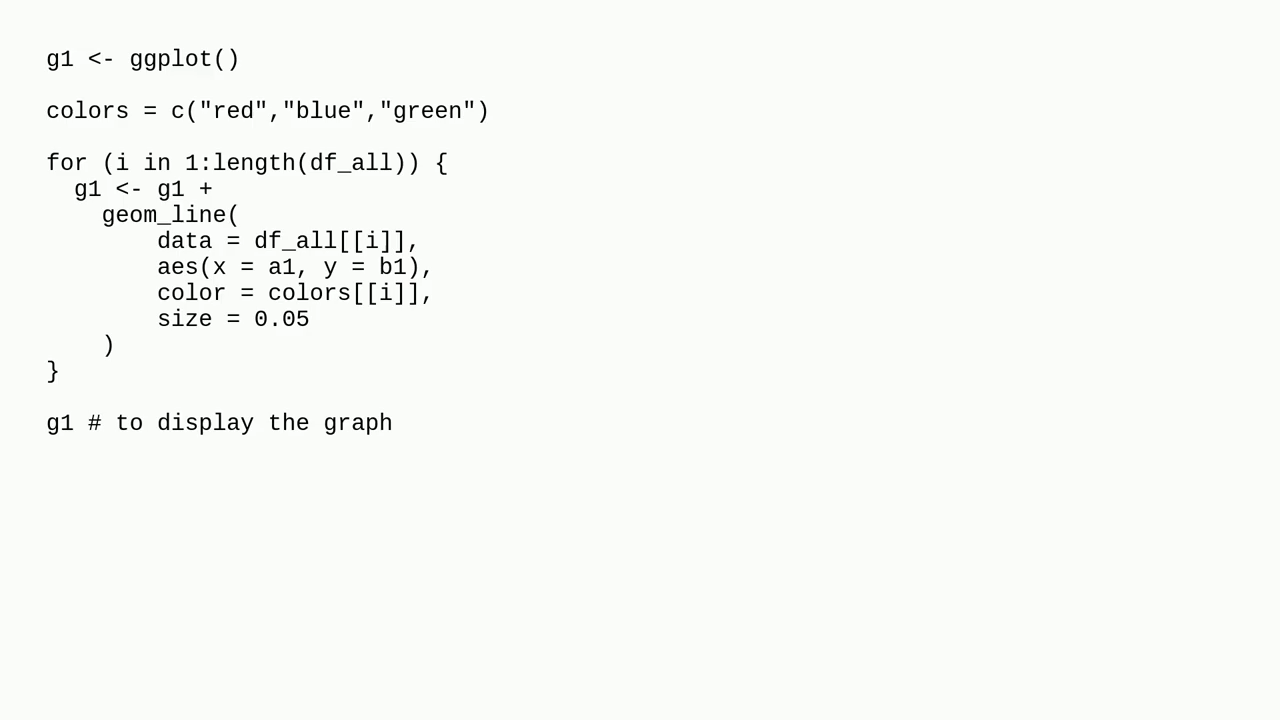 g1 <- ggplot()

colors = c("red","blue","green")

for (i in 1:length(df_all)) {
  g1 <- g1 +
    geom_line(
        data = df_all[[i]],
        aes(x = a1, y = b1),
        color = colors[[i]],
        size = 0.05
    )
}

g1 # to display the graph